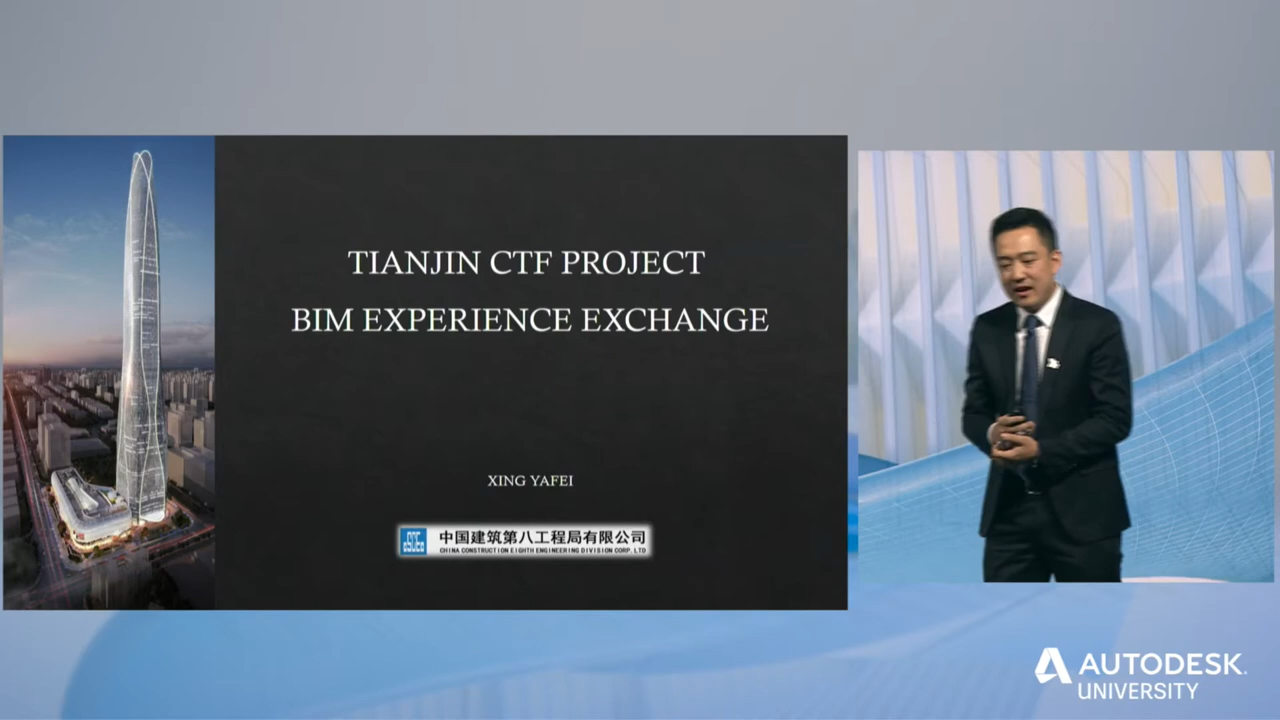 TIANJIN CTF PROJECT
BIM EXPERIENCE EXCHANGE
XING YAFEI
中国建筑第八工程局有限公司
CHINA CONSTRUCTION EIGHTH ENGINEERING DIVISION CORP. LTD
AUTODESK
UNIVERSITY